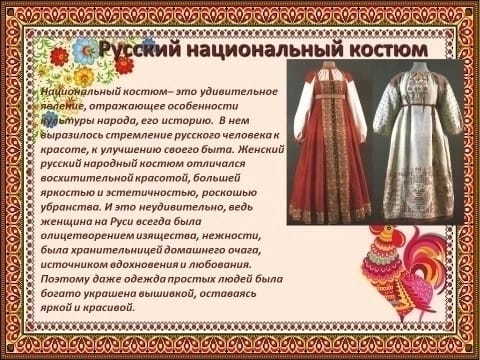 Русский национальный костюм
Национальный костюм– это удивительное
явление, отражающее особенности
культуры народа, его историю. В нем
выразилось стремление русского человека к
красоте, к улучшению своего быта. Женский
русский народный костюм отличался
восхитительной красотой, большей
яркостью и эстетичностью, роскошью
убранства. И это неудивительно, ведь
женщина на Руси всегда была
олицетворением изящества, нежности,
была хранительницей домашнего очага,
источником вдохновения и любования.
Поэтому даже одежда простых людей была
богато украшена вышивкой, оставаясь
яркой и красивой.